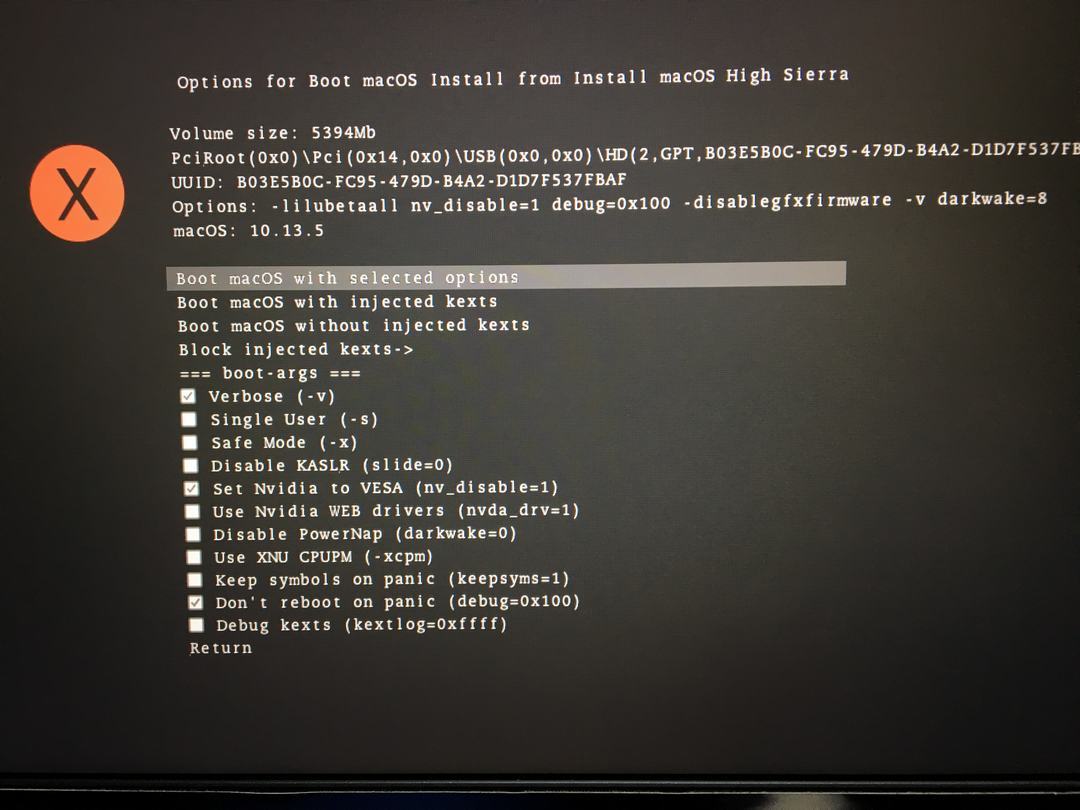 Options for Boot macOS Install from Install macOS High Sierra
Volume size: 5394Mb
PciRoot(0x0)\Pci(0x14,0x0)\USB(0x0,0x0)\HD(2,GPT,B03E5B0C-FC95-479D-B4A2-D1D7F537FB
UUID: B03E5B0C-FC95-479D-B4A2-D1D7F537FBAF
Options: -lilubetaall nv_disable=1 debug=0x100 -disablegfxfirmware -v darkwake=8
macOS: 10.13.5
X
Boot macOS with selected options
Boot macOS with injected kexts
Boot macOS without injected kexts
Block injected kexts->
=== boot-args ===
Verbose (-v)
Single User (-s)
Safe Mode (-x)
Disable KASLR (slide=0)
Set Nvidia to VESA (nv_disable=1)
Use Nvidia WEB drivers (nvda_drv=1)
Disable PowerNap (darkwake=0)
Use XNU CPUPM (-xcpm)
Keep symbols on panic (keepsyms=1)
Don't reboot on panic (debug=0x100)
Debug kexts (kextlog=0xffff)
Return